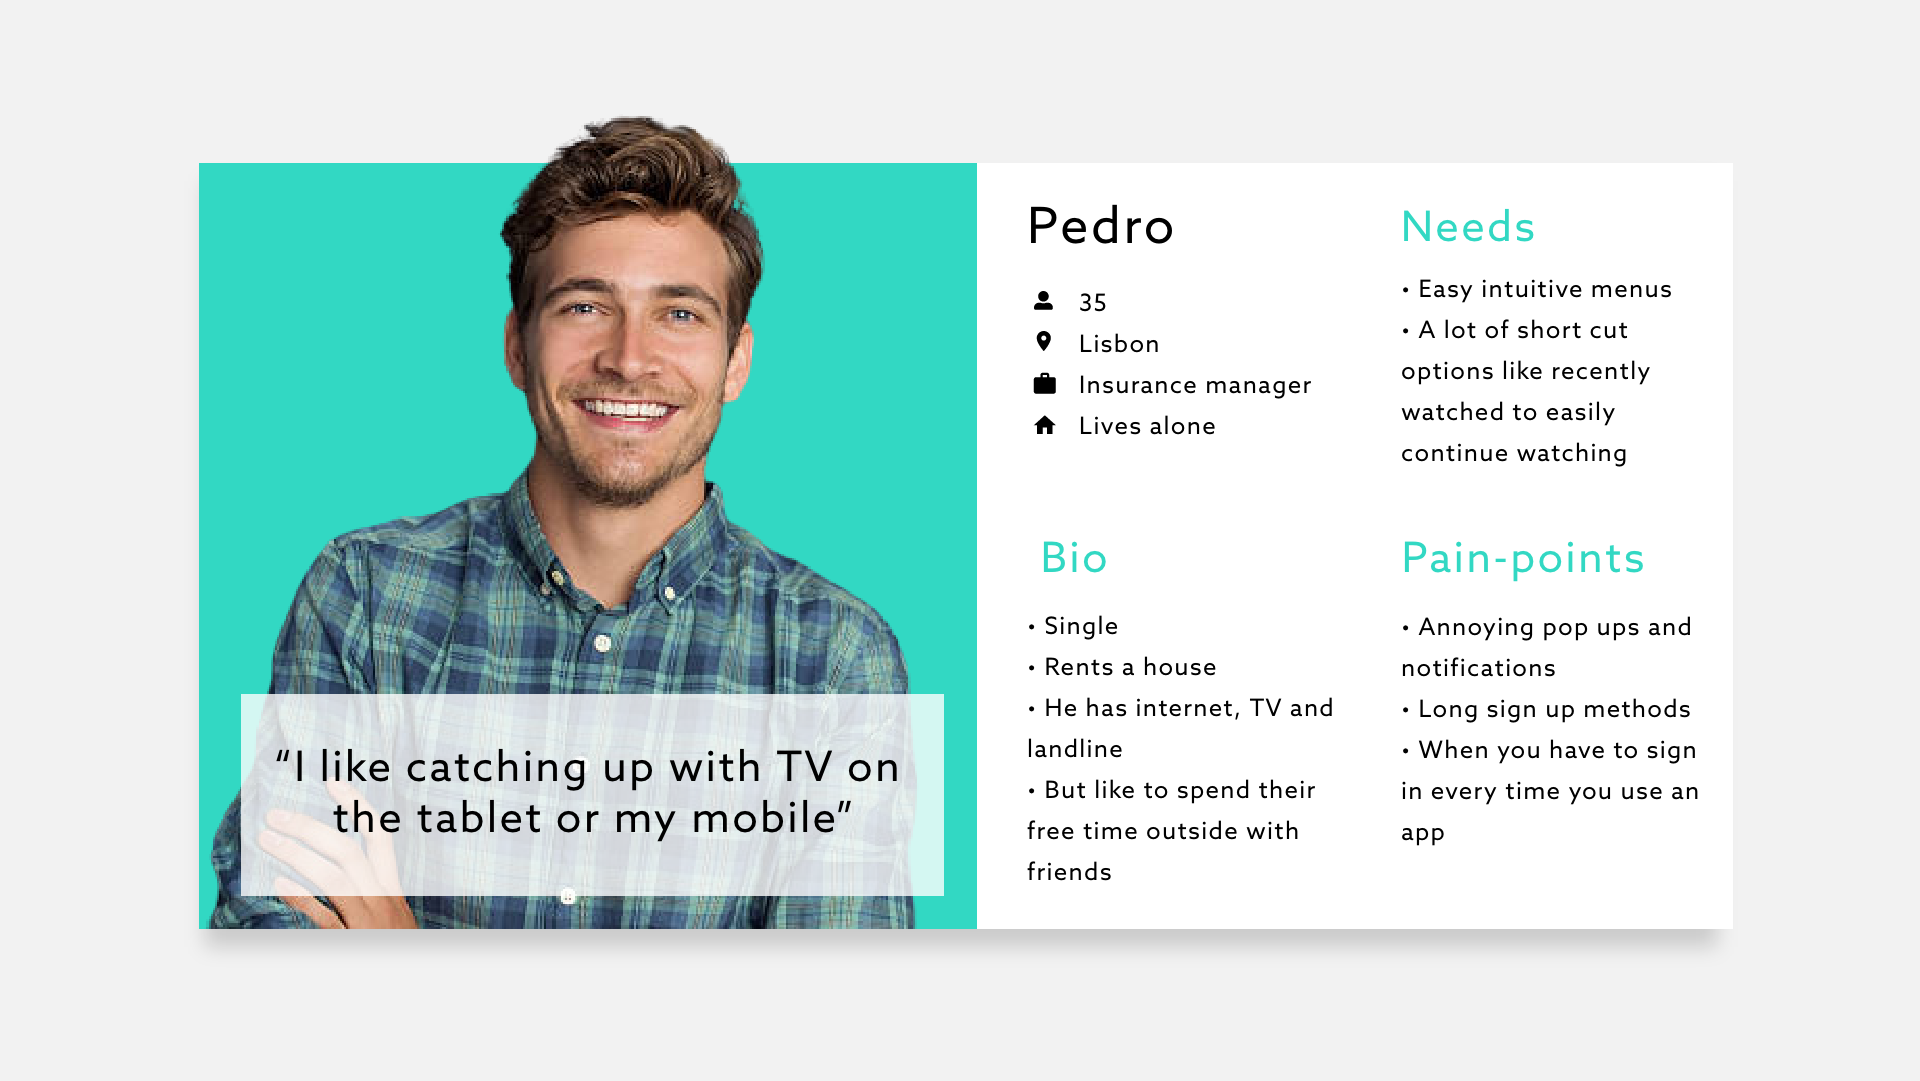 Pedro
35
Lisbon
Insurance manager
Lives alone
Needs
• Easy intuitive menus
• A lot of short cut
options like recently
watched to easily
continue watching
Bio
• Single
• Rents a house
• He has internet, TV and
landline
• But like to spend their
free time outside with
friends
Pain-points
• Annoying pop ups and
notifications
• Long sign up methods
• When you have to sign
in every time you use an
app
“I like catching up with TV on
the tablet or my mobile”